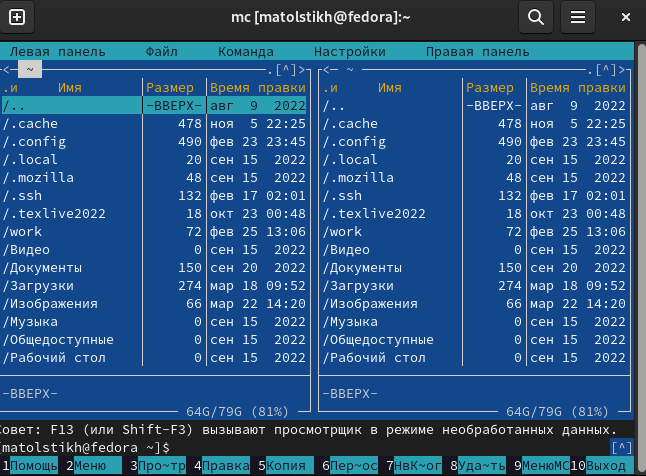 mc [matolstikh@fedora]:~
Левая панель Файл Команда Настройки Правая панель
<─ ~ .[^]> <─ ~ .[^]>
.и Имя Размер Время правки .и Имя Размер Время правки
/.. -ВВЕРХ- авг 9 2022 /.. -ВВЕРХ- авг 9 2022
/.cache 478 ноя 5 22:25 /.cache 478 ноя 5 22:25
/.config 490 фев 23 23:45 /.config 490 фев 23 23:45
/.local 20 сен 15 2022 /.local 20 сен 15 2022
/.mozilla 48 сен 15 2022 /.mozilla 48 сен 15 2022
/.ssh 132 фев 17 02:01 /.ssh 132 фев 17 02:01
/.texlive2022 18 окт 23 00:48 /.texlive2022 18 окт 23 00:48
/work 72 фев 25 13:06 /work 72 фев 25 13:06
/Видео 0 сен 15 2022 /Видео 0 сен 15 2022
/Документы 150 сен 20 2022 /Документы 150 сен 20 2022
/Загрузки 274 мар 18 09:52 /Загрузки 274 мар 18 09:52
/Изображения 66 мар 22 14:20 /Изображения 66 мар 22 14:20
/Музыка 0 сен 15 2022 /Музыка 0 сен 15 2022
/Общедоступные 0 сен 15 2022 /Общедоступные 0 сен 15 2022
/Рабочий стол 0 сен 15 2022 /Рабочий стол 0 сен 15 2022
-ВВЕРХ- -ВВЕРХ-
64G/79G (81%) 64G/79G (81%)
Совет: F13 (или Shift-F3) вызывают просмотрщик в режиме необработанных данных.
[matolstikh@fedora ~]$ [^]
1Помощь 2Меню 3Про~тр 4Правка 5Копия 6Пер~ос 7НвК~ог 8Уда~ть 9МенюMC 10Выход